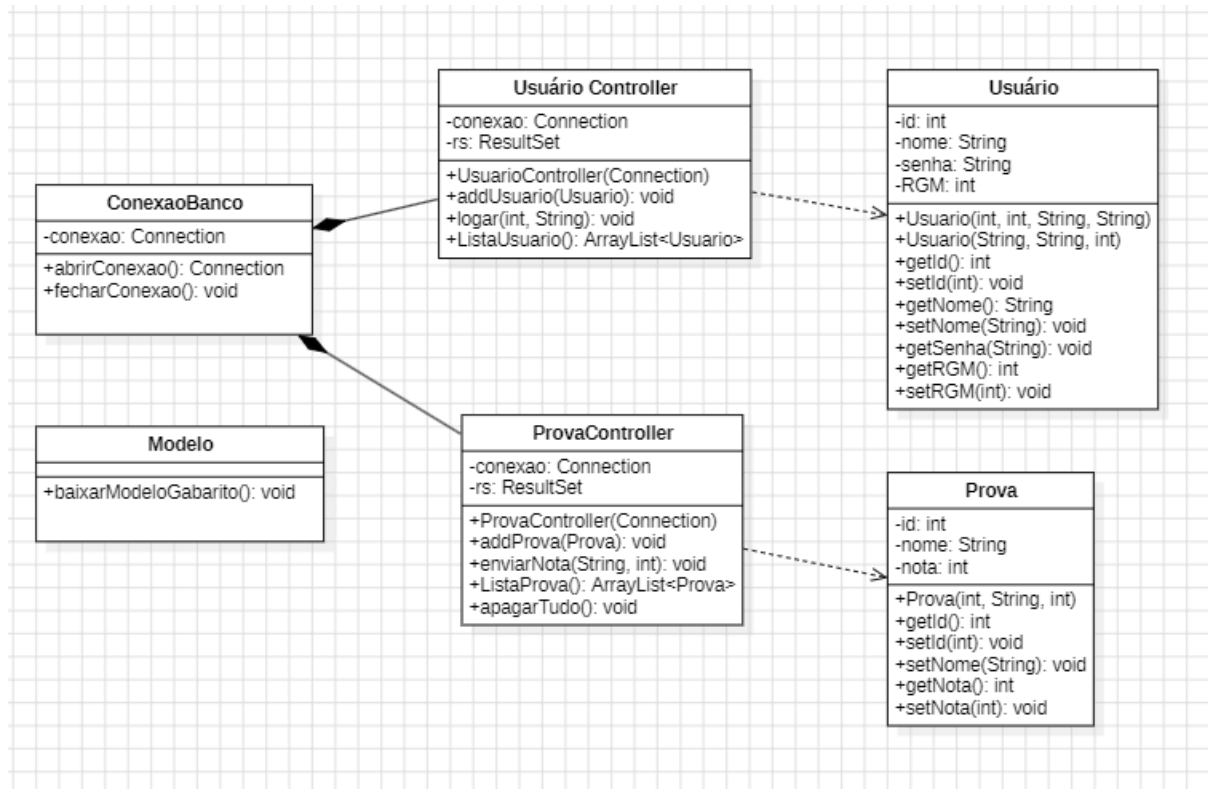 Usuário Controller
-conexao: Connection
-rs: ResultSet
+UsuarioController(Connection)
+addUsuario(Usuario): void
+logar(int, String): void
+ListaUsuario(): ArrayList<Usuario>
Usuário
-id: int
-nome: String
-senha: String
-RGM: int
+Usuario(int, int, String, String)
+Usuario(String, String, int)
+getId(): int
+setId(int): void
+getNome(): String
+setNome(String): void
+getSenha(String): void
+getRGM(): int
+setRGM(int): void
ConexaoBanco
-conexao: Connection
+abrirConexao(): Connection
+fecharConexao(): void
Modelo
+baixarModeloGabarito(): void
ProvaController
-conexao: Connection
-rs: ResultSet
+ProvaController(Connection)
+addProva(Prova): void
+enviarNota(String, int): void
+ListaProva(): ArrayList<Prova>
+apagarTudo(): void
Prova
-id: int
-nome: String
-nota: int
+Prova(int, String, int)
+getId(): int
+setId(int): void
+setNome(String): void
+getNota(): int
+setNota(int): void